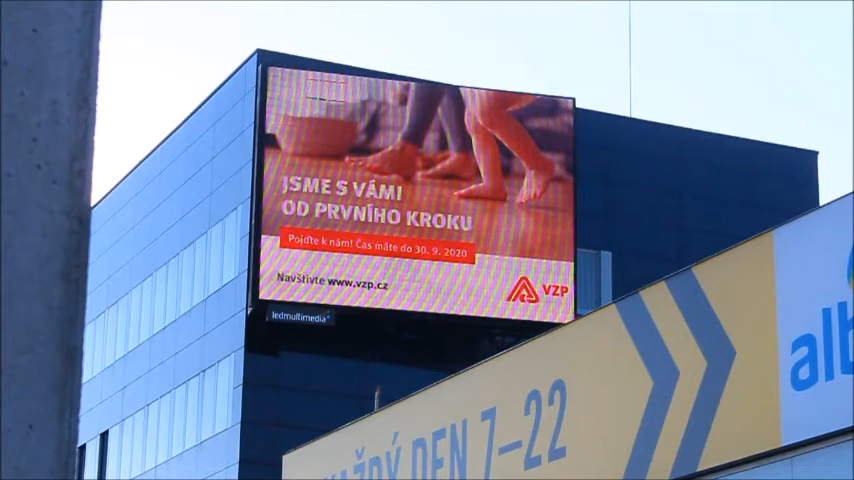 JSME S VÁMI
OD PRVNÍHO KROKU
Pojďte k nám! Čas máte do 30. 9. 2020
Navštivte www.vzp.cz
VZP
ledmultimedia
KAŽDÝ DEN 7–22